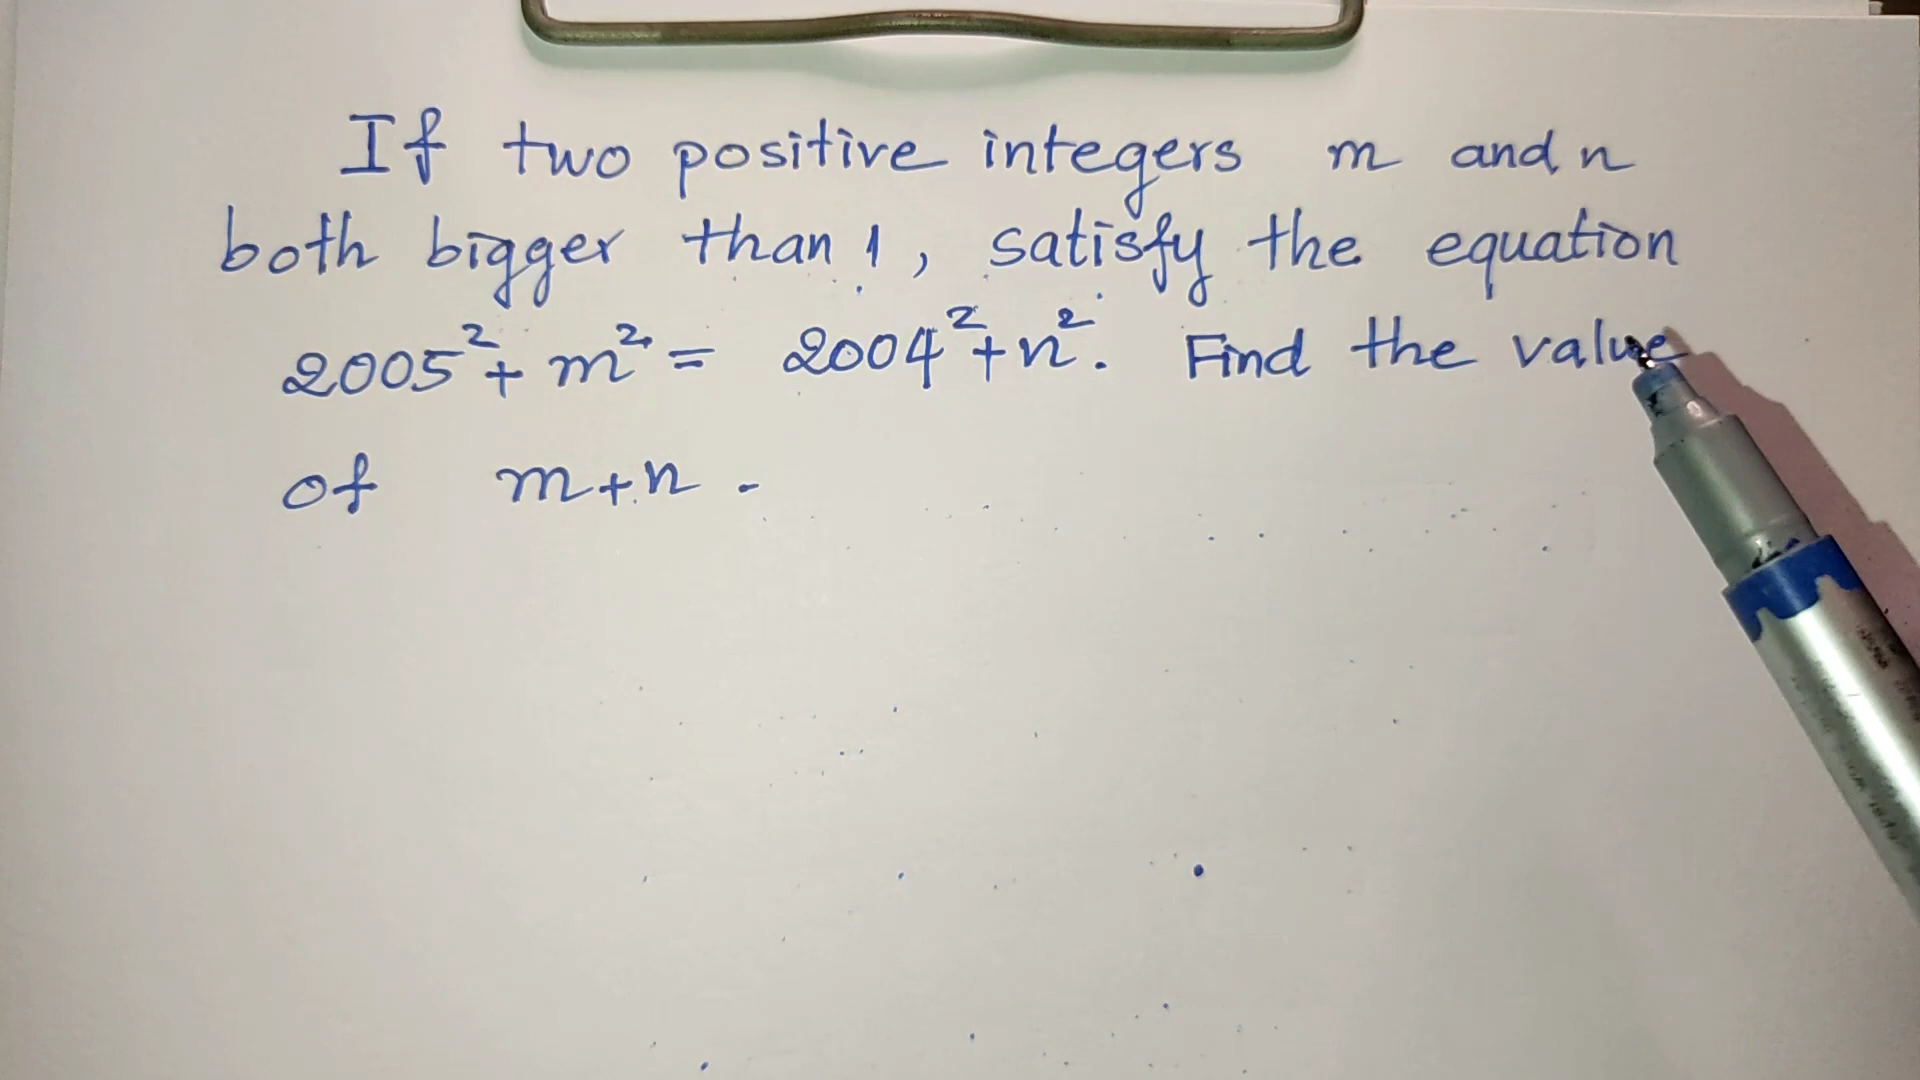 If two positive integers m and n
both bigger than 1, satisfy the equation
2005² + m² = 2004² + n². Find the value
of m+n.